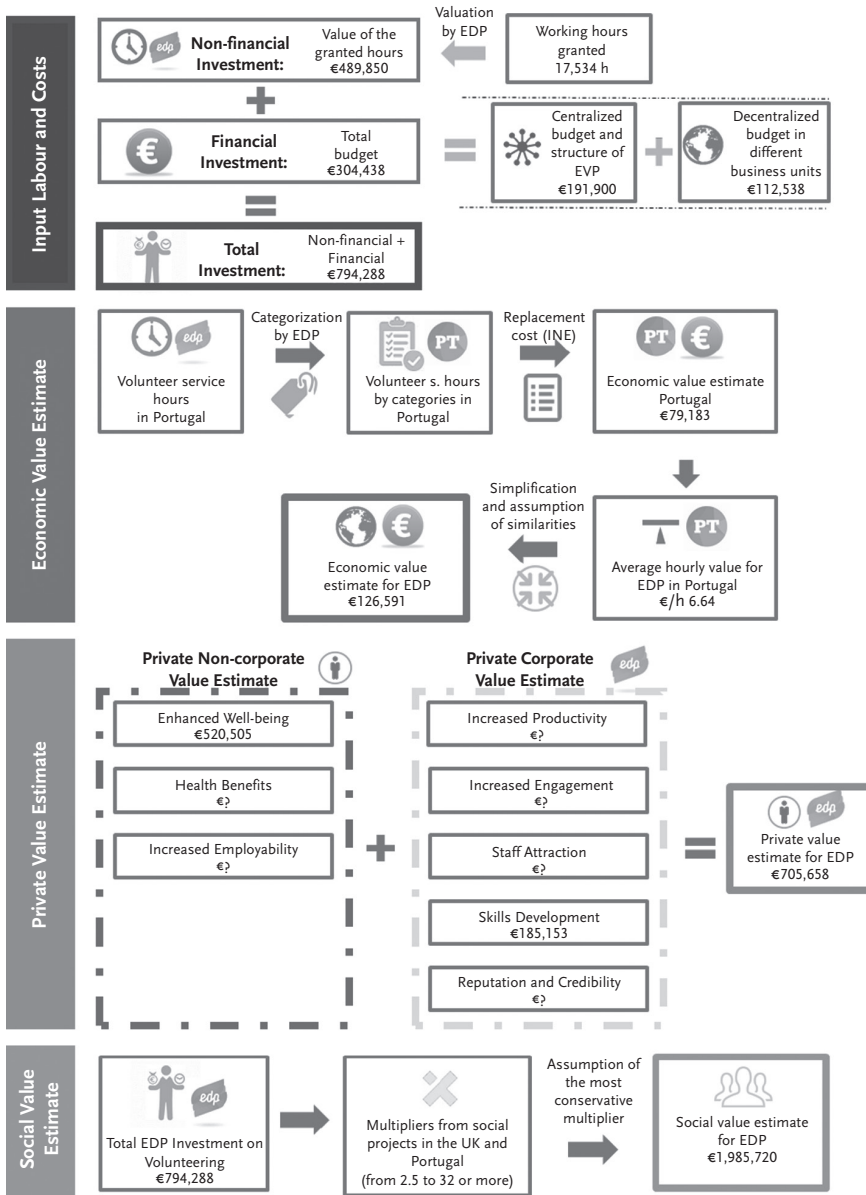 Input Labour and Costs
edp
Non-financial
Investment:
Value of the
granted hours
€489,850
Valuation
by EDP
Working hours
granted
17,534 h
€
Financial
Investment:
Total
budget
€304,438
Centralized
budget and
structure of
EVP
€191,900
Decentralized
budget in
different
business units
€112,538
Total
Investment:
Non-financial +
Financial
€794,288
Economic Value Estimate
edp
Volunteer service
hours
in Portugal
Categorization
by EDP
PT
Volunteer s. hours
by categories in
Portugal
Replacement
cost (INE)
PT €
Economic value estimate
Portugal
€79,183
PT
Average hourly value for
EDP in Portugal
€/h 6.64
Simplification
and assumption
of similarities
€
Economic value
estimate for EDP
€126,591
Private Value Estimate
Private Non-corporate
Value Estimate
Enhanced Well-being
€520,505
Health Benefits
€?
Increased Employability
€?
Private Corporate
Value Estimate
edp
Increased Productivity
€?
Increased Engagement
€?
Staff Attraction
€?
Skills Development
€185,153
Reputation and Credibility
€?
edp
Private value
estimate for EDP
€705,658
Social Value
Estimate
edp
Total EDP Investment on
Volunteering
€794,288
Multipliers from social
projects in the UK and
Portugal
(from 2.5 to 32 or more)
Assumption of
the most
conservative
multiplier
Social value estimate
for EDP
€1,985,720